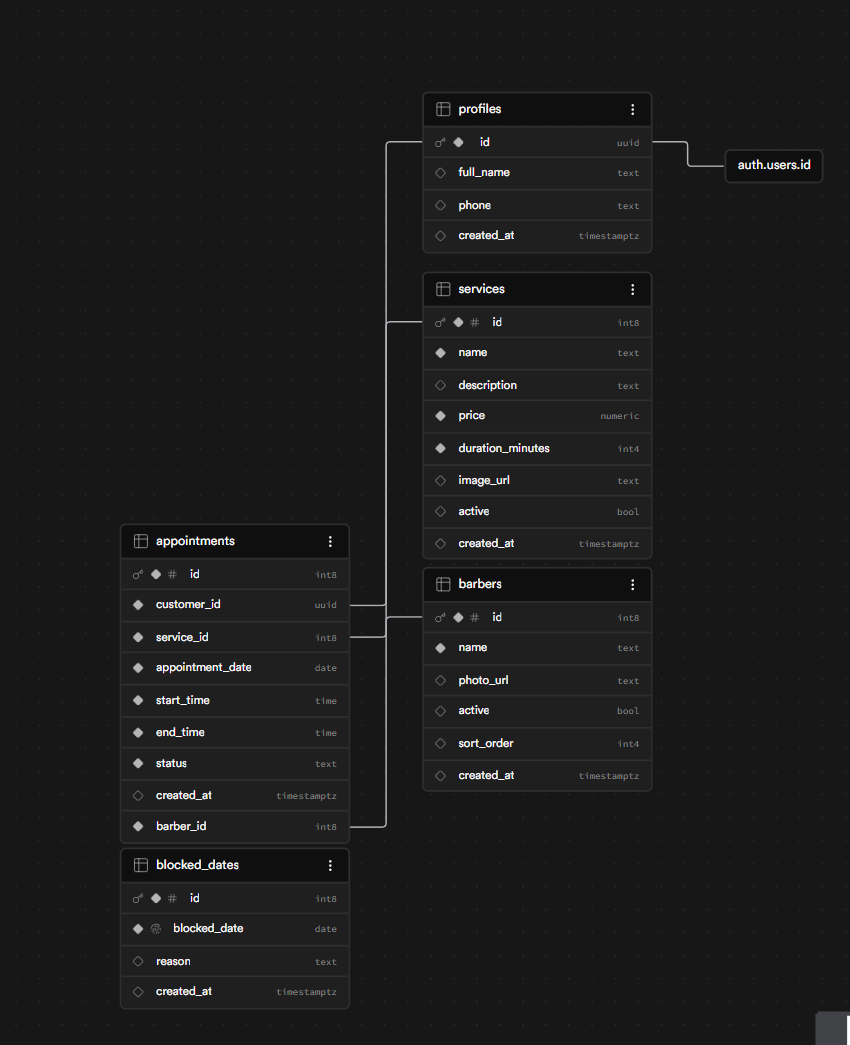 profiles
id uuid
full_name text
phone text
created_at timestamptz
auth.users.id
services
# id int8
name text
description text
price numeric
duration_minutes int4
image_url text
active bool
created_at timestamptz
appointments
# id int8
customer_id uuid
service_id int8
appointment_date date
start_time time
end_time time
status text
created_at timestamptz
barber_id int8
barbers
# id int8
name text
photo_url text
active bool
sort_order int4
created_at timestamptz
blocked_dates
# id int8
blocked_date date
reason text
created_at timestamptz